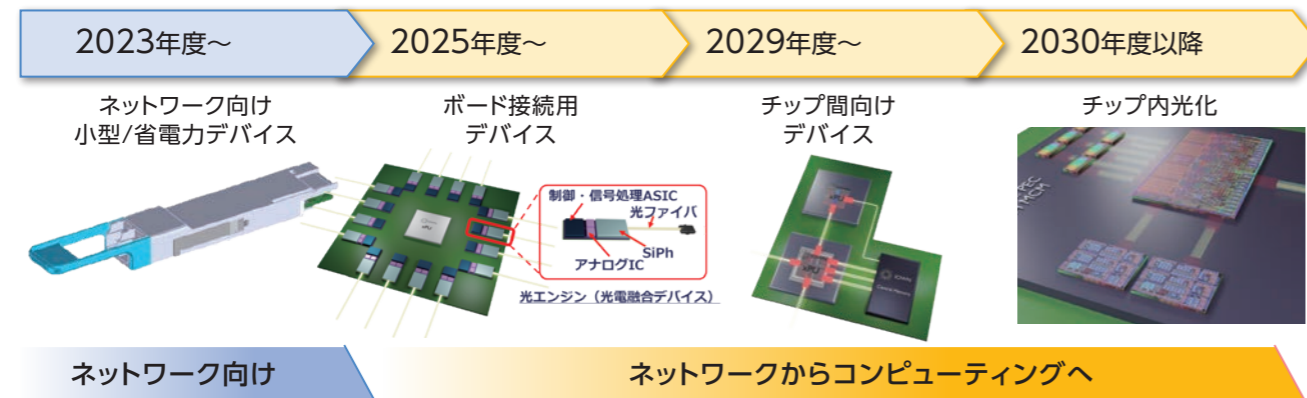 2023年度～
2025年度～
2029年度～
2030年度以降
ネットワーク向け
小型/省電力デバイス
ボード接続用
デバイス
チップ間向け
デバイス
チップ内光化
制御・信号処理ASIC
光ファイバ
SiPh
アナログIC
光エンジン（光電融合デバイス）
xPU
xPU
ネットワーク向け
ネットワークからコンピューティングへ